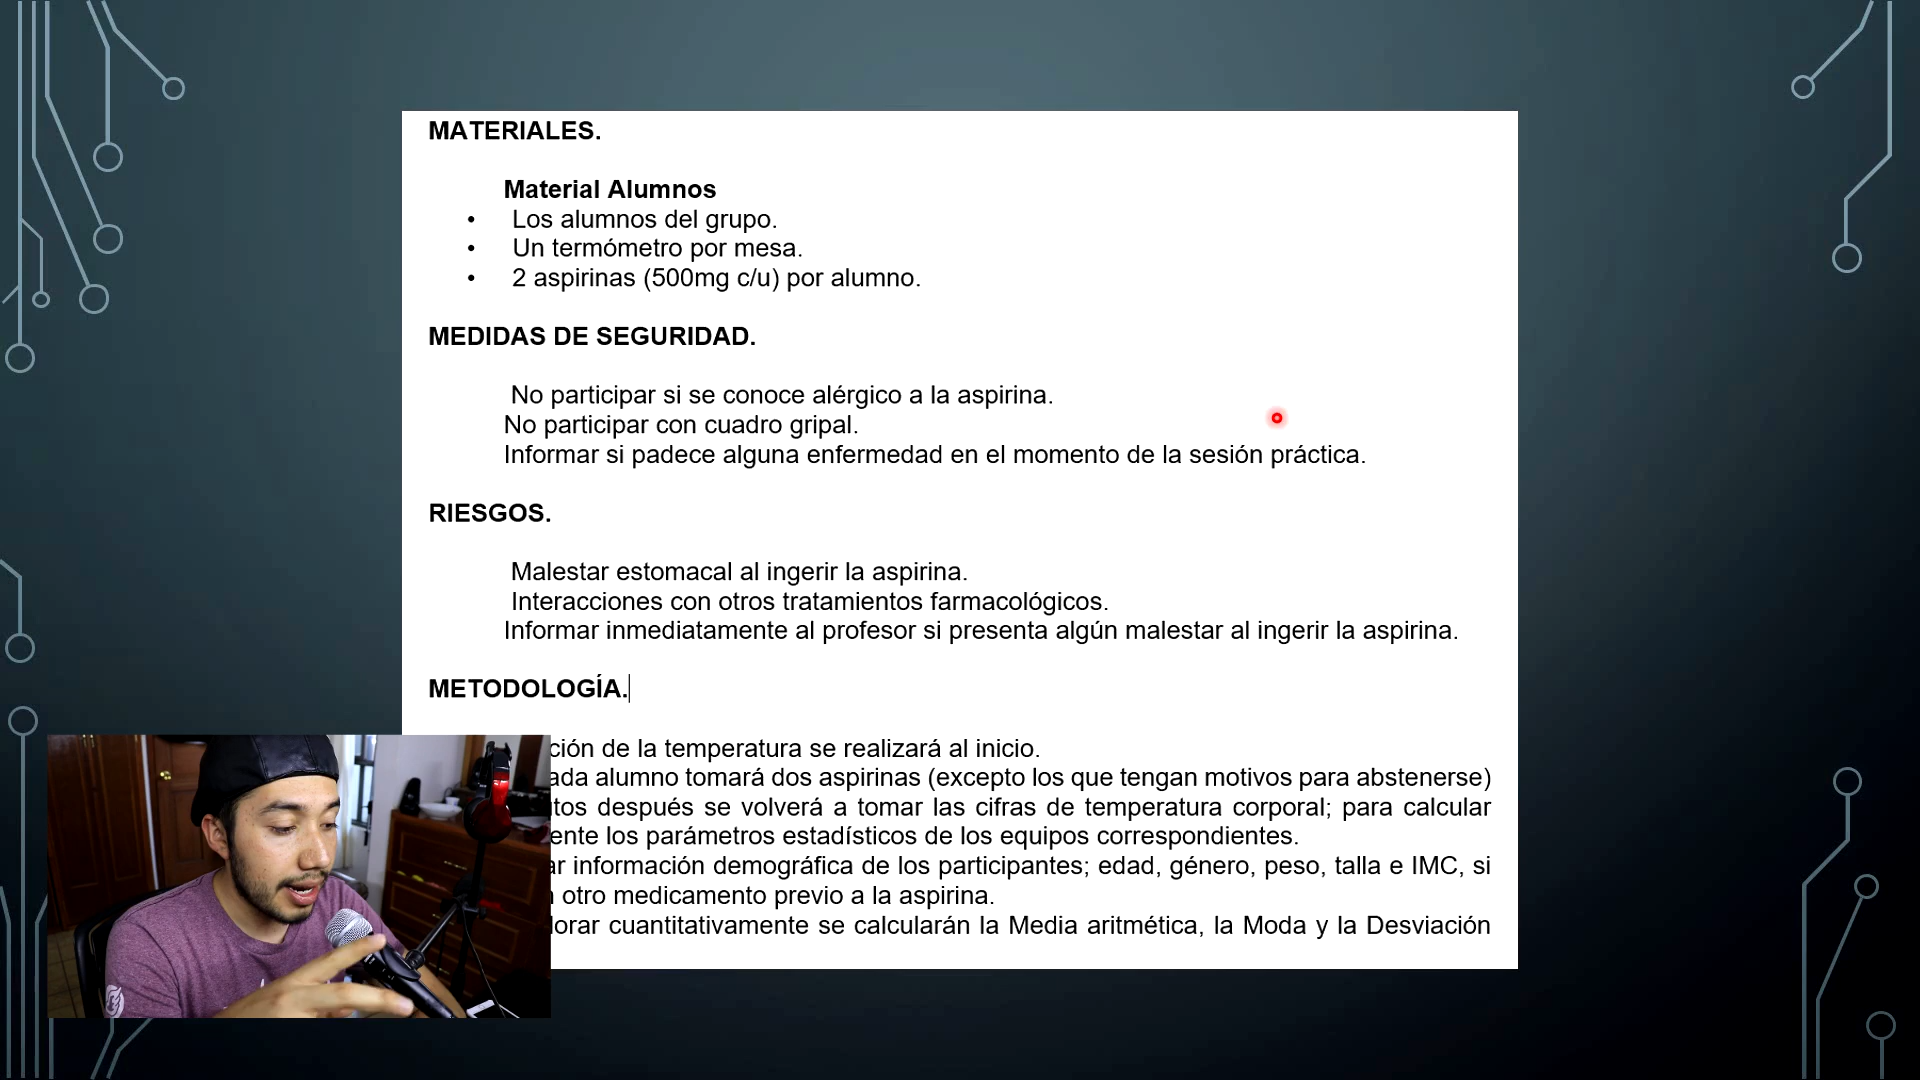 MATERIALES.
Material Alumnos
• Los alumnos del grupo.
• Un termómetro por mesa.
• 2 aspirinas (500mg c/u) por alumno.
MEDIDAS DE SEGURIDAD.
No participar si se conoce alérgico a la aspirina.
No participar con cuadro gripal.
Informar si padece alguna enfermedad en el momento de la sesión práctica.
RIESGOS.
Malestar estomacal al ingerir la aspirina.
Interacciones con otros tratamientos farmacológicos.
Informar inmediatamente al profesor si presenta algún malestar al ingerir la aspirina.
METODOLOGÍA.
de la temperatura se realizará al inicio.
alumno tomará dos aspirinas (excepto los que tengan motivos para abstenerse)
después se volverá a tomar las cifras de temperatura corporal; para calcular
los parámetros estadísticos de los equipos correspondientes.
información demográfica de los participantes; edad, género, peso, talla e IMC, si
otro medicamento previo a la aspirina.
cuantitativamente se calcularán la Media aritmética, la Moda y la Desviación